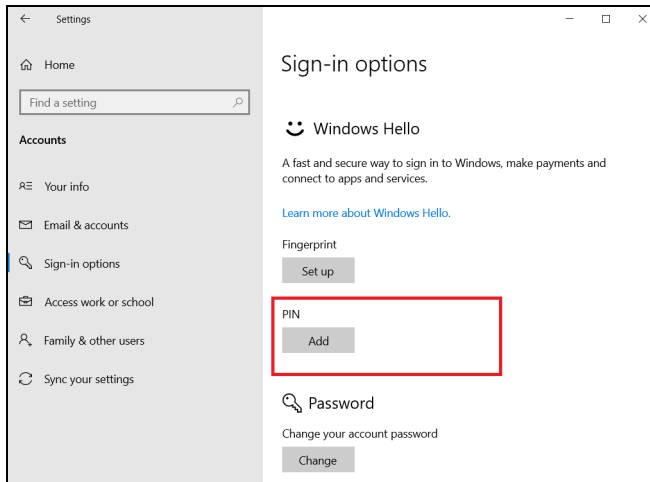 Settings
Home
Find a setting
Accounts
Your info
Email & accounts
Sign-in options
Access work or school
Family & other users
Sync your settings
Sign-in options
Windows Hello
A fast and secure way to sign in to Windows, make payments and
connect to apps and services.
Learn more about Windows Hello.
Fingerprint
Set up
PIN
Add
Password
Change your account password
Change